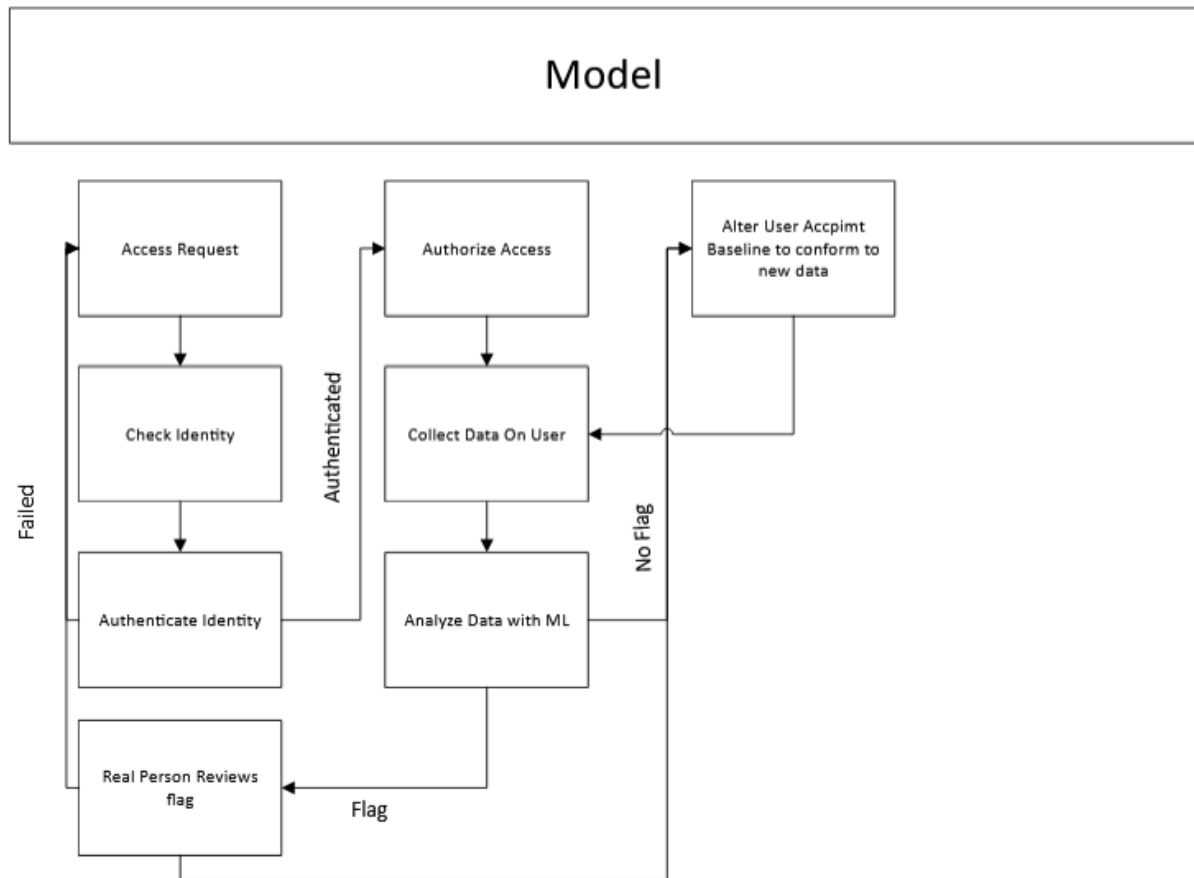 Model
Access Request
Authorize Access
Alter User Accpimt
Baseline to conform to
new data
Check Identity
Authenticated
Collect Data On User
Failed
No Flag
Authenticate Identity
Analyze Data with ML
Real Person Reviews
flag
Flag